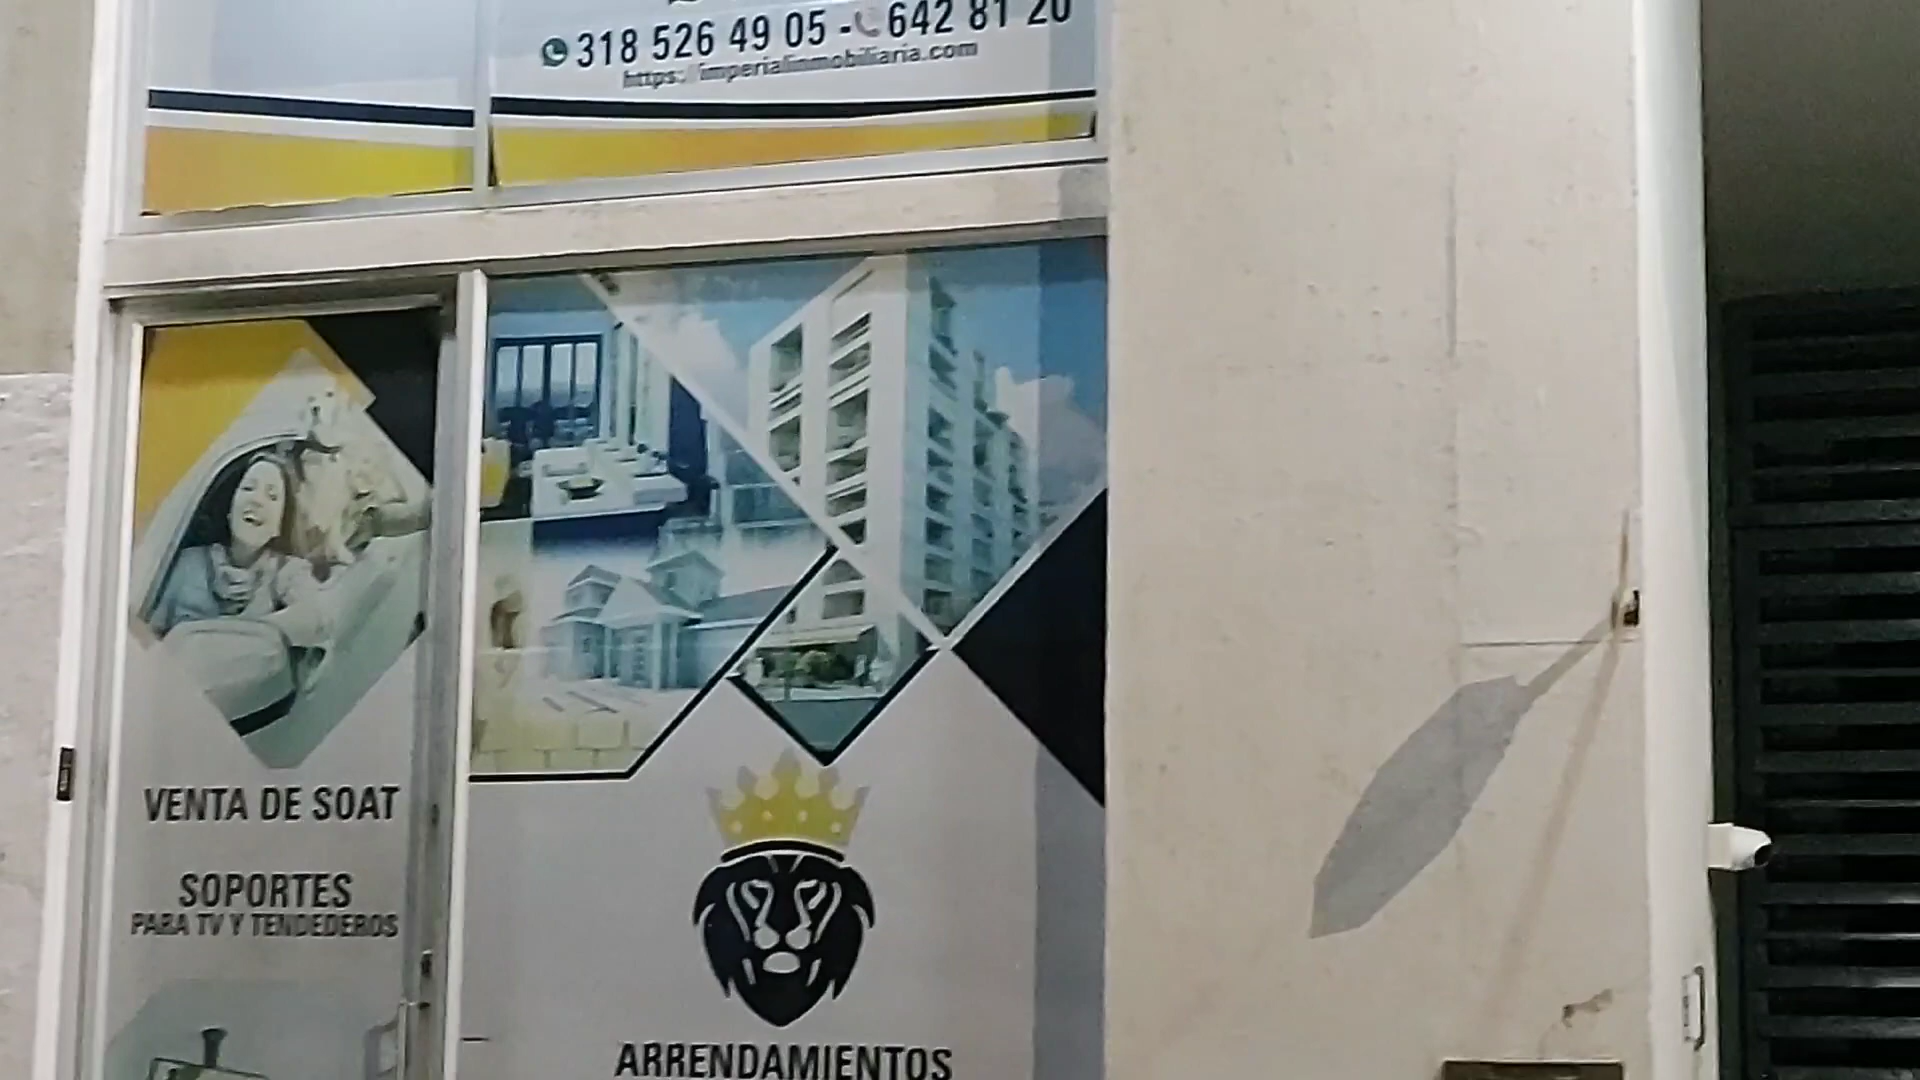 318 526 49 05 - 642 81 20
https://imperialinmobiliaria.com
VENTA DE SOAT
SOPORTES
PARA TV Y TENDEDEROS
ARRENDAMIENTOS